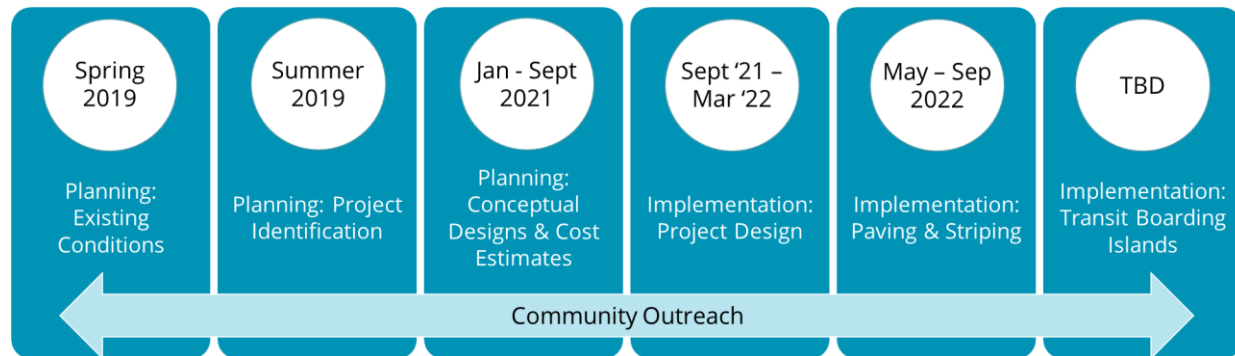 Spring
2019
Planning:
Existing
Conditions
Summer
2019
Planning: Project
Identification
Jan - Sept
2021
Planning:
Conceptual
Designs & Cost
Estimates
Sept ‘21 –
Mar ‘22
Implementation:
Project Design
May – Sep
2022
Implementation:
Paving & Striping
TBD
Implementation:
Transit Boarding
Islands
Community Outreach